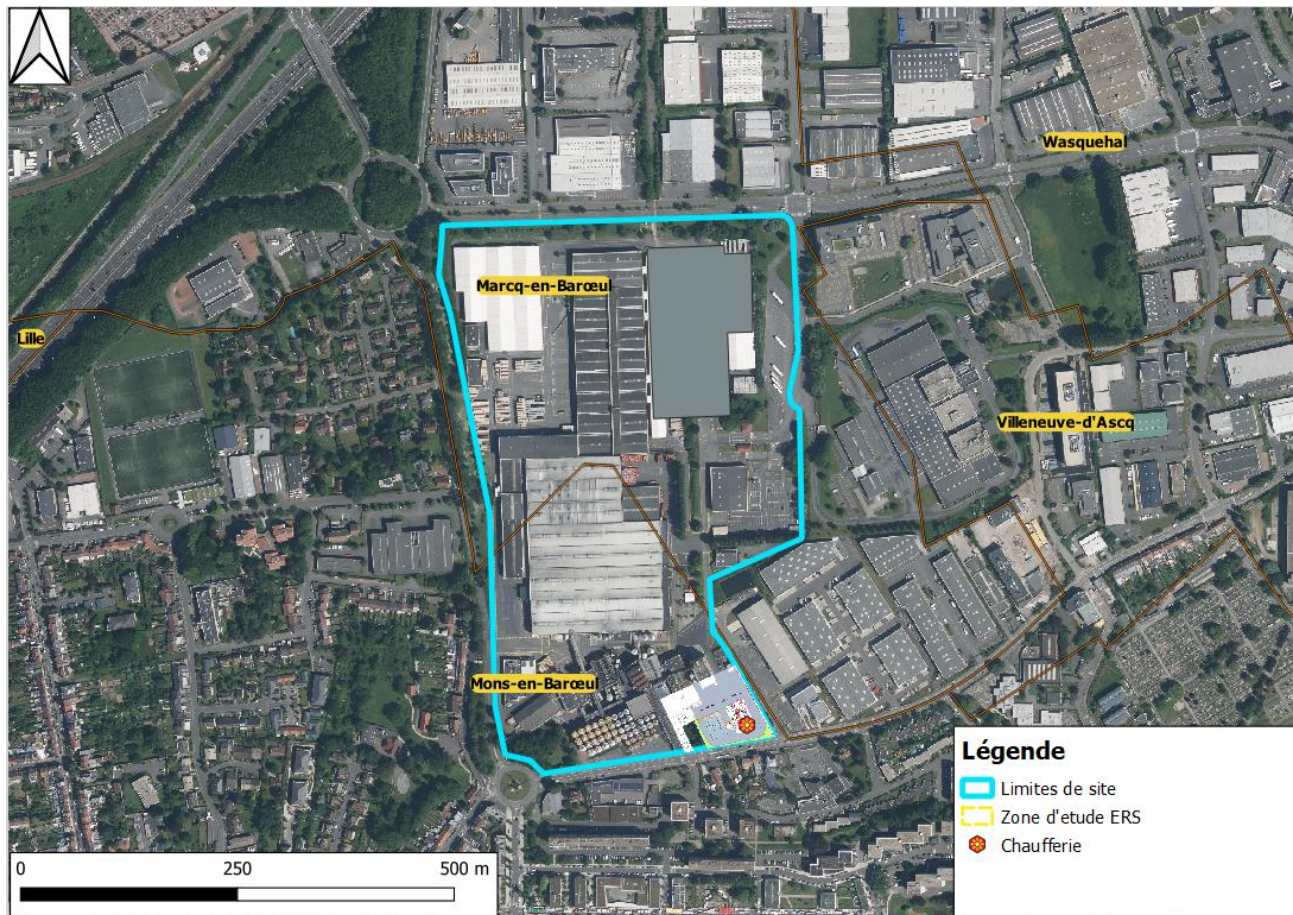 Wasquehal
Marcq-en-Barœul
Lille
Villeneuve-d'Ascq
Mons-en-Barœul
Légende
Limites de site
Zone d'etude ERS
Chaufferie
0 250 500 m